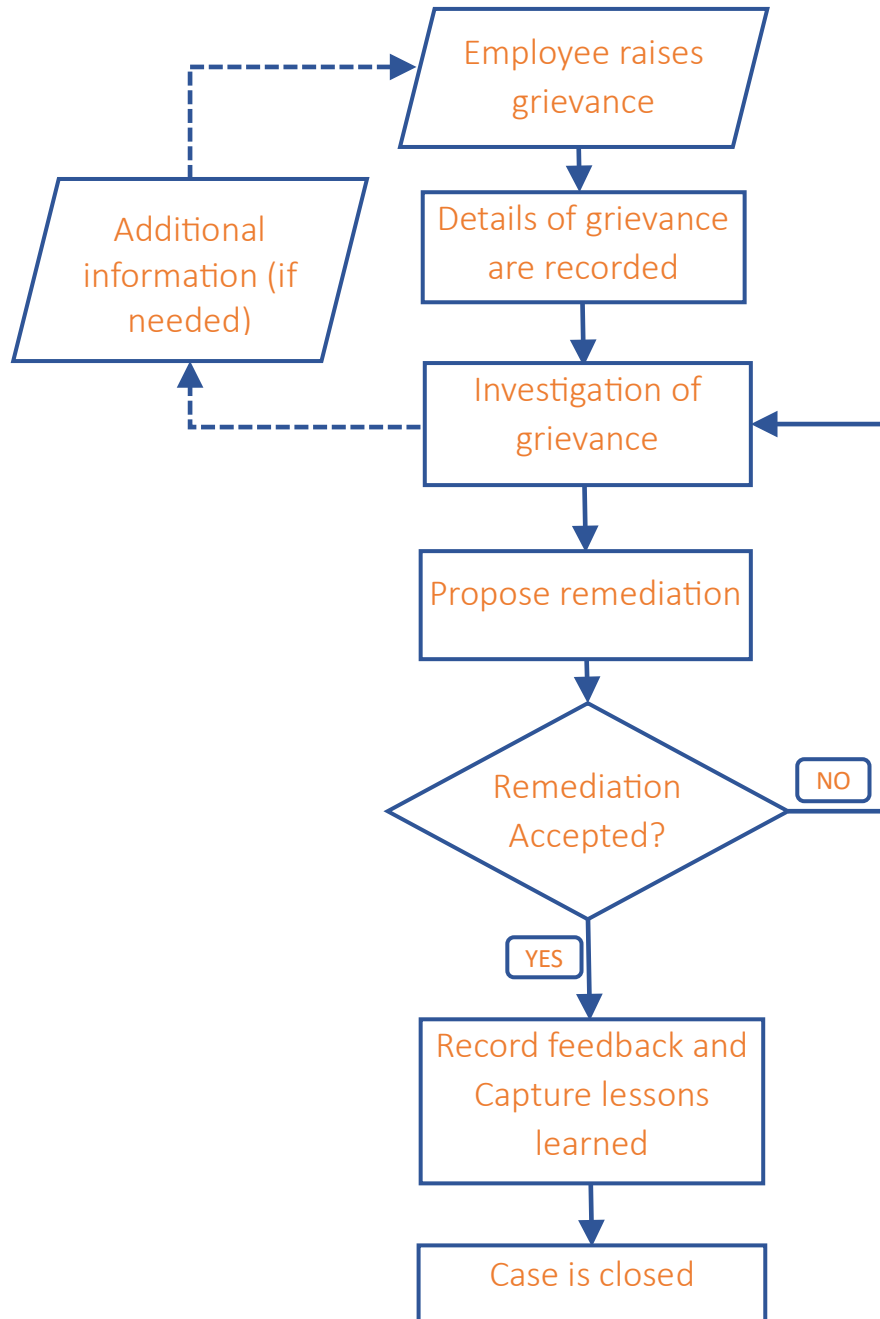 Employee raises
grievance
Additional
information (if
needed)
Details of grievance
are recorded
Investigation of
grievance
Propose remediation
Remediation
Accepted?
NO
YES
Record feedback and
Capture lessons
learned
Case is closed